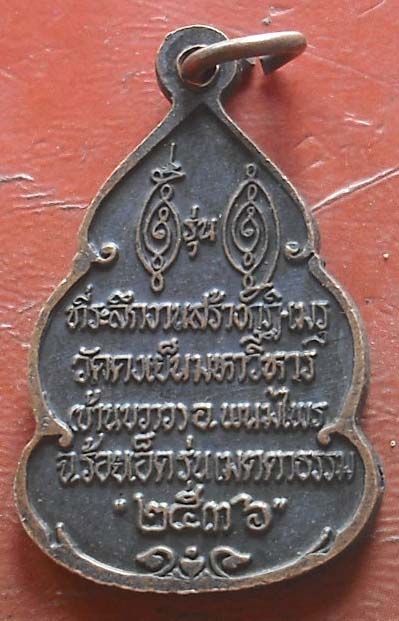 รุ่น
ที่ระลึกงานสร้างกุฏิ-เมรุ
วัดดงเย็นมหาวิหาร
บ้านขวาว อ.พนมไพร
จ.ร้อยเอ็ด รุ่นเมตตาธรรม
"๒๕๓๖"